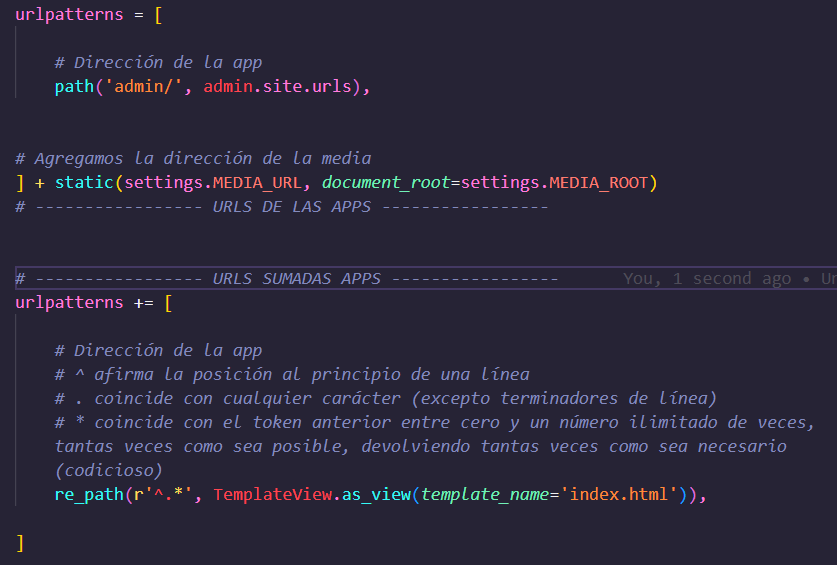 urlpatterns = [
# Dirección de la app
path('admin/', admin.site.urls),
# Agregamos la dirección de la media
] + static(settings.MEDIA_URL, document_root=settings.MEDIA_ROOT)
# ----------------- URLS DE LAS APPS -----------------
# ----------------- URLS SUMADAS APPS ----------------- You, 1 second ago •
urlpatterns += [
# Dirección de la app
# ^ afirma la posición al principio de una línea
# . coincide con cualquier carácter (excepto terminadores de línea)
# * coincide con el token anterior entre cero y un número ilimitado de veces,
tantas veces como sea posible, devolviendo tantas veces como sea necesario
(codicioso)
re_path(r'^.*', TemplateView.as_view(template_name='index.html')),
]